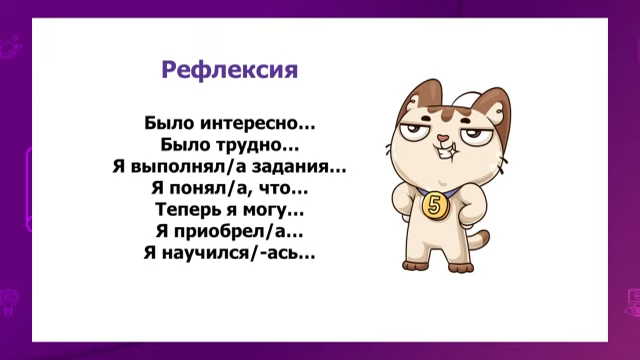 Рефлексия
Было интересно...
Было трудно...
Я выполнял/а задания...
Я понял/а, что...
Теперь я могу...
Я приобрел/а...
Я научился/-ась...
5